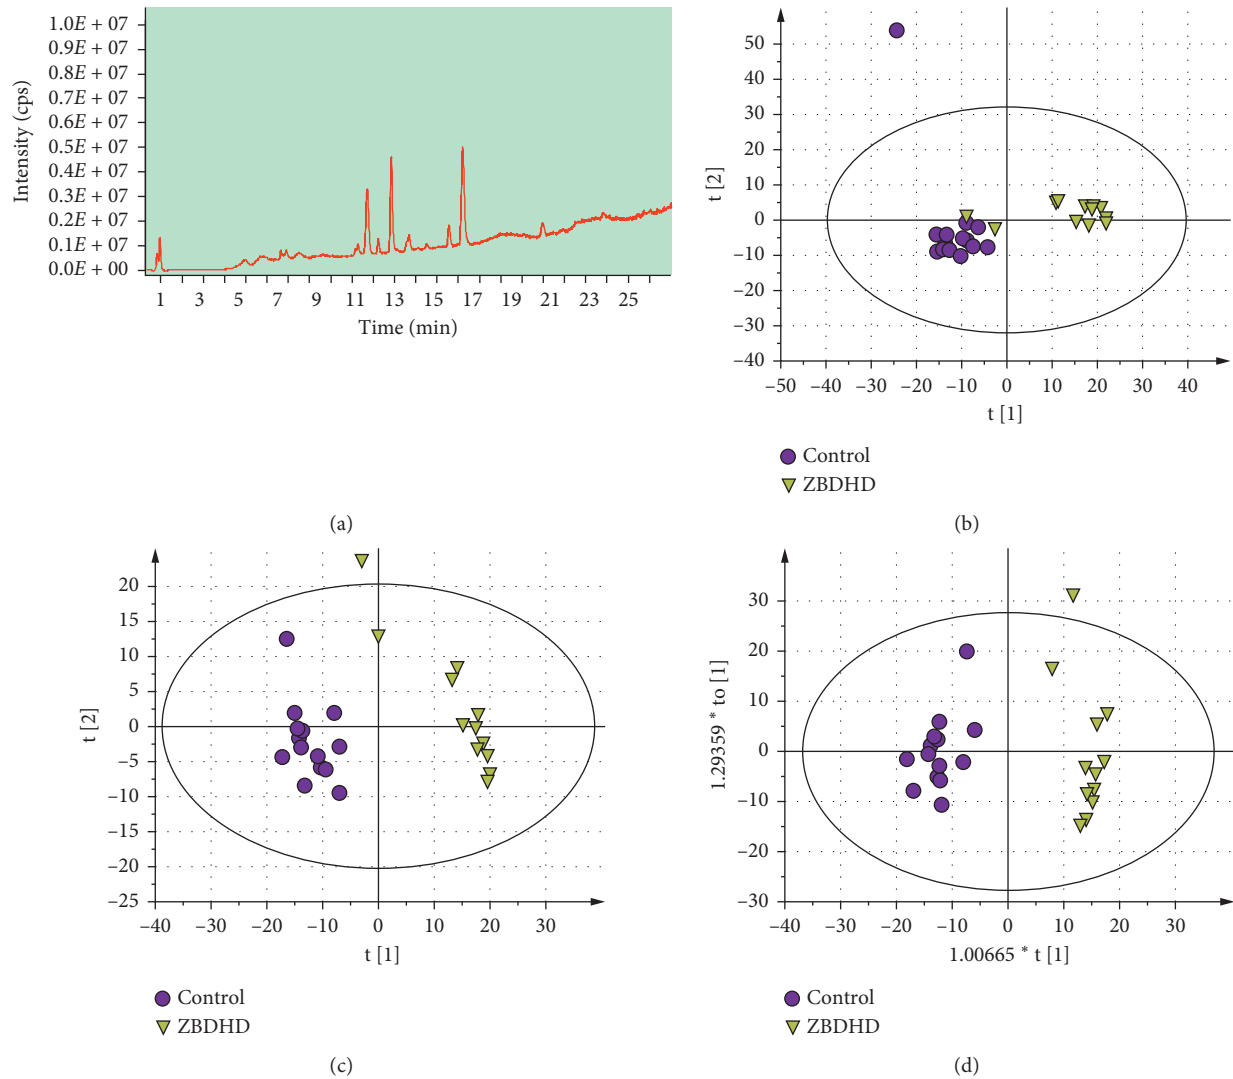 Intensity (cps)
1.0E + 07
0.9E + 07
0.8E + 07
0.7E + 07
0.6E + 07
0.5E + 07
0.4E + 07
0.3E + 07
0.2E + 07
0.1E + 07
0.0E + 00
1 3 5 7 9 11 13 15 17 19 21 23 25
Time (min)
(a)
t [2]
50
40
30
20
10
0
−10
−20
−30
−40
−50 −40 −30 −20 −10 0 10 20 30 40
t [1]
Control
ZBDHD
(b)
t [2]
20
15
10
5
0
−5
−10
−15
−20
−25
−40 −30 −20 −10 0 10 20 30
t [1]
Control
ZBDHD
(c)
1.29359 * to [1]
30
20
10
0
−10
−20
−30
−40 −30 −20 −10 0 10 20 30
1.00665 * t [1]
Control
ZBDHD
(d)